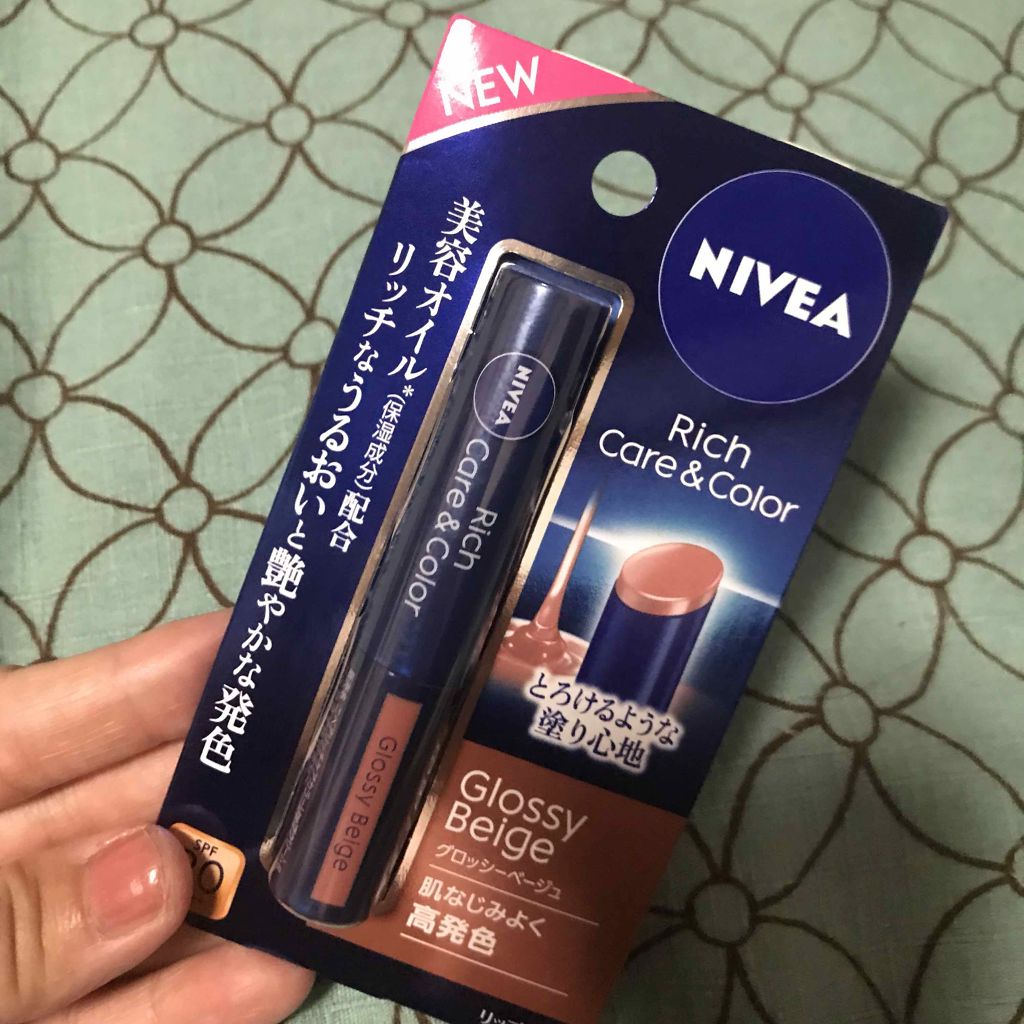 NEW
NIVEA
Rich
Care & Color
美容オイル*(保湿成分)配合
リッチなうるおいと艶やかな発色
NIVEA
Rich
Care & Color
Glossy Beige
とろけるような
塗り心地
Glossy
Beige
グロッシーベージュ
肌なじみよく
高発色
SPF